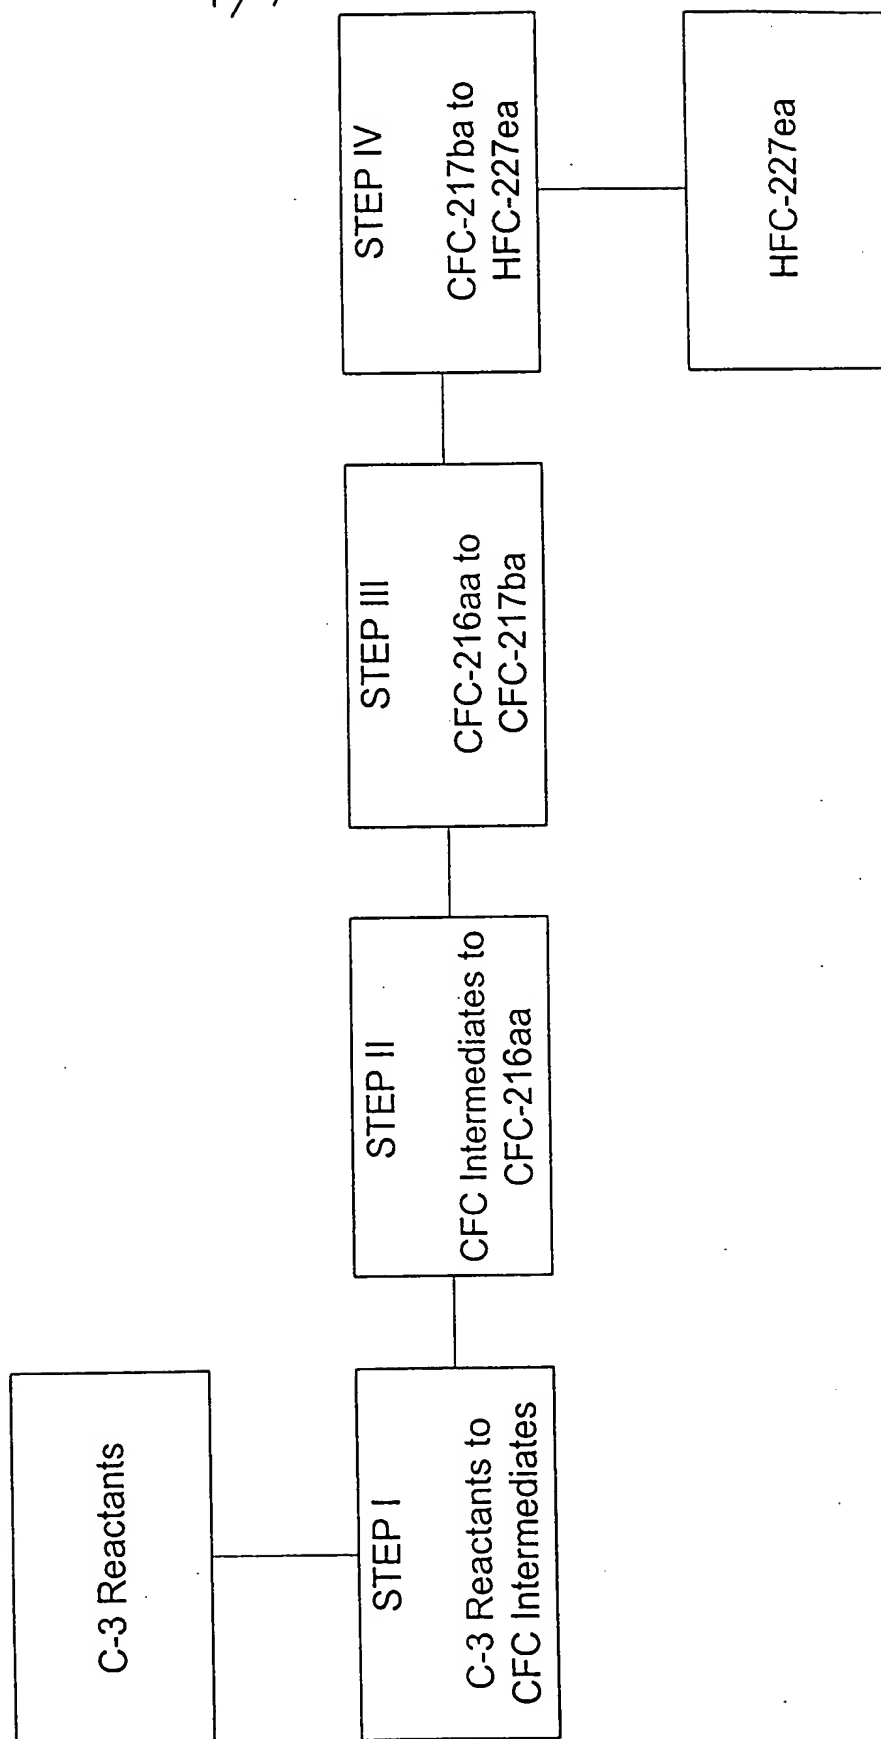 C-3 Reactants
STEP I
C-3 Reactants to
CFC Intermediates
STEP II
CFC Intermediates to
CFC-216aa
STEP III
CFC-216aa to
CFC-217ba
STEP IV
CFC-217ba to
HFC-227ea
HFC-227ea